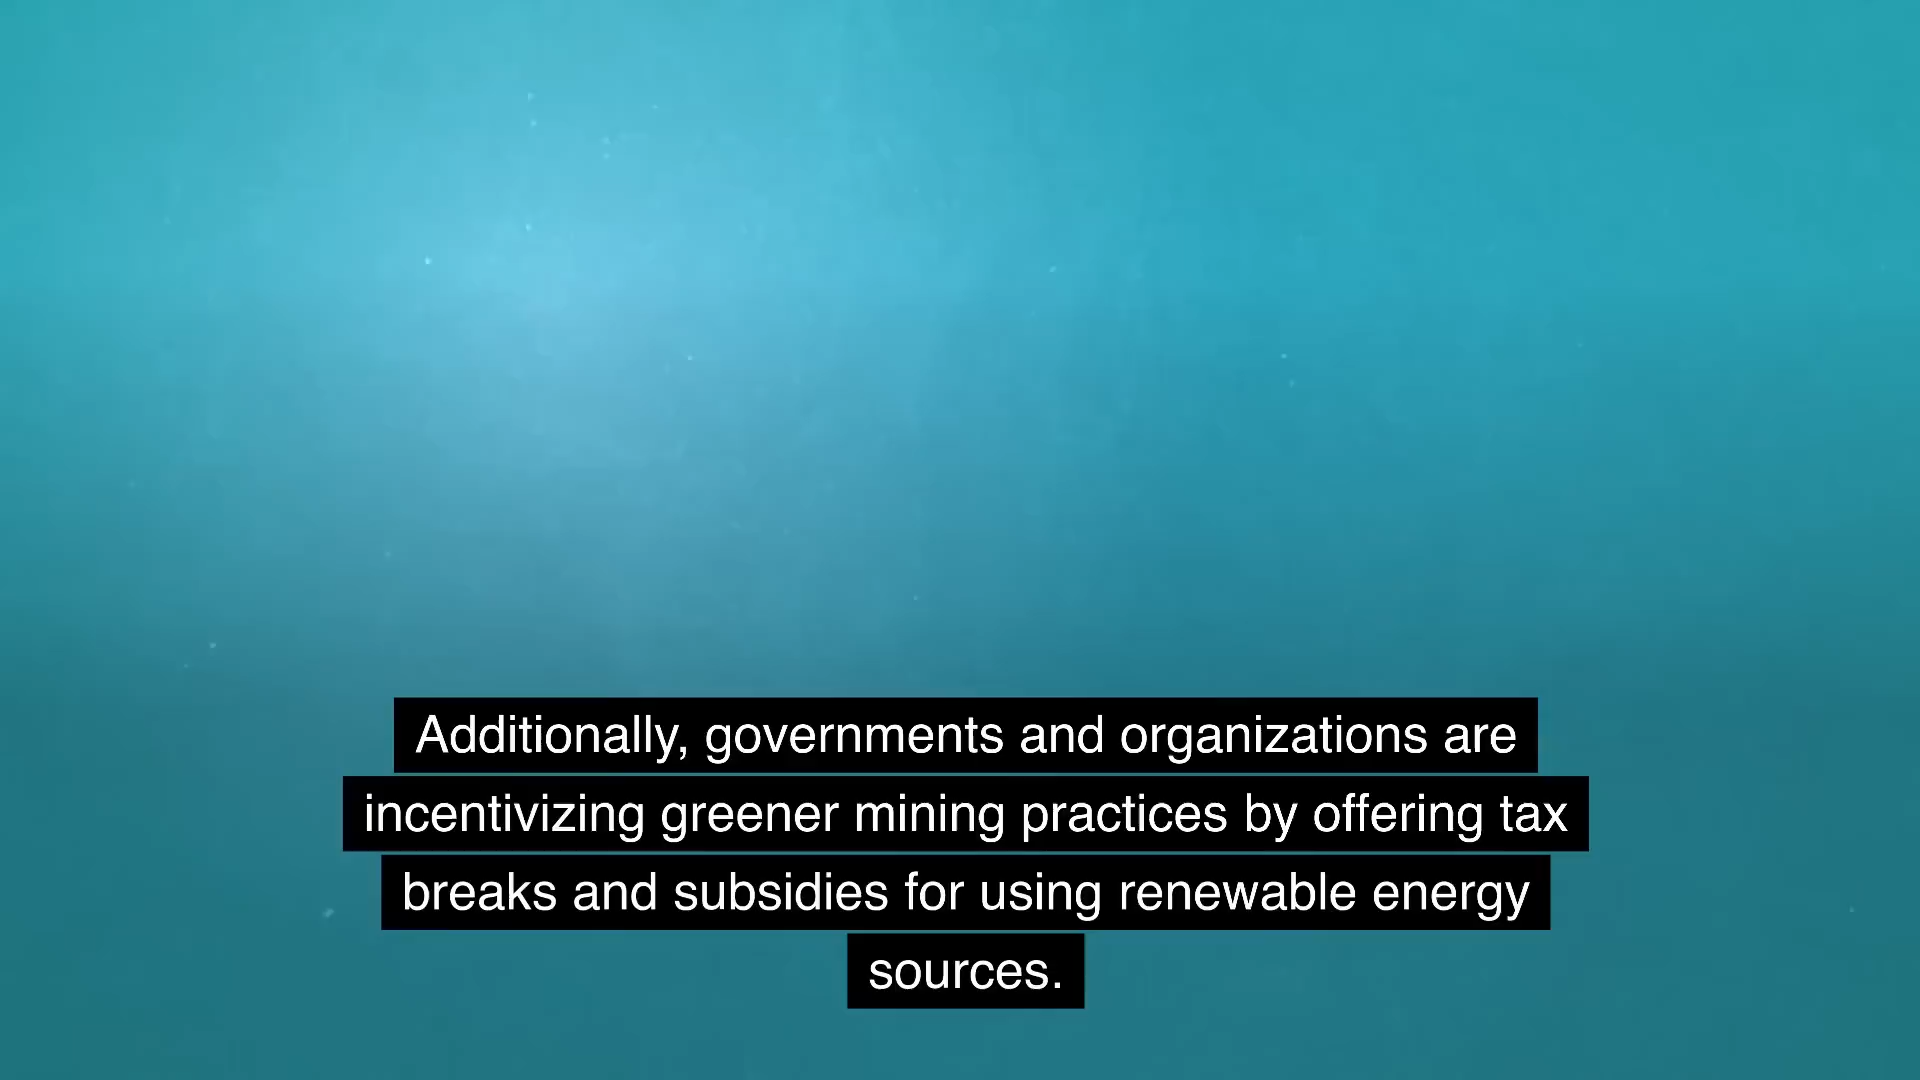 Additionally, governments and organizations are
incentivizing greener mining practices by offering tax
breaks and subsidies for using renewable energy
sources.